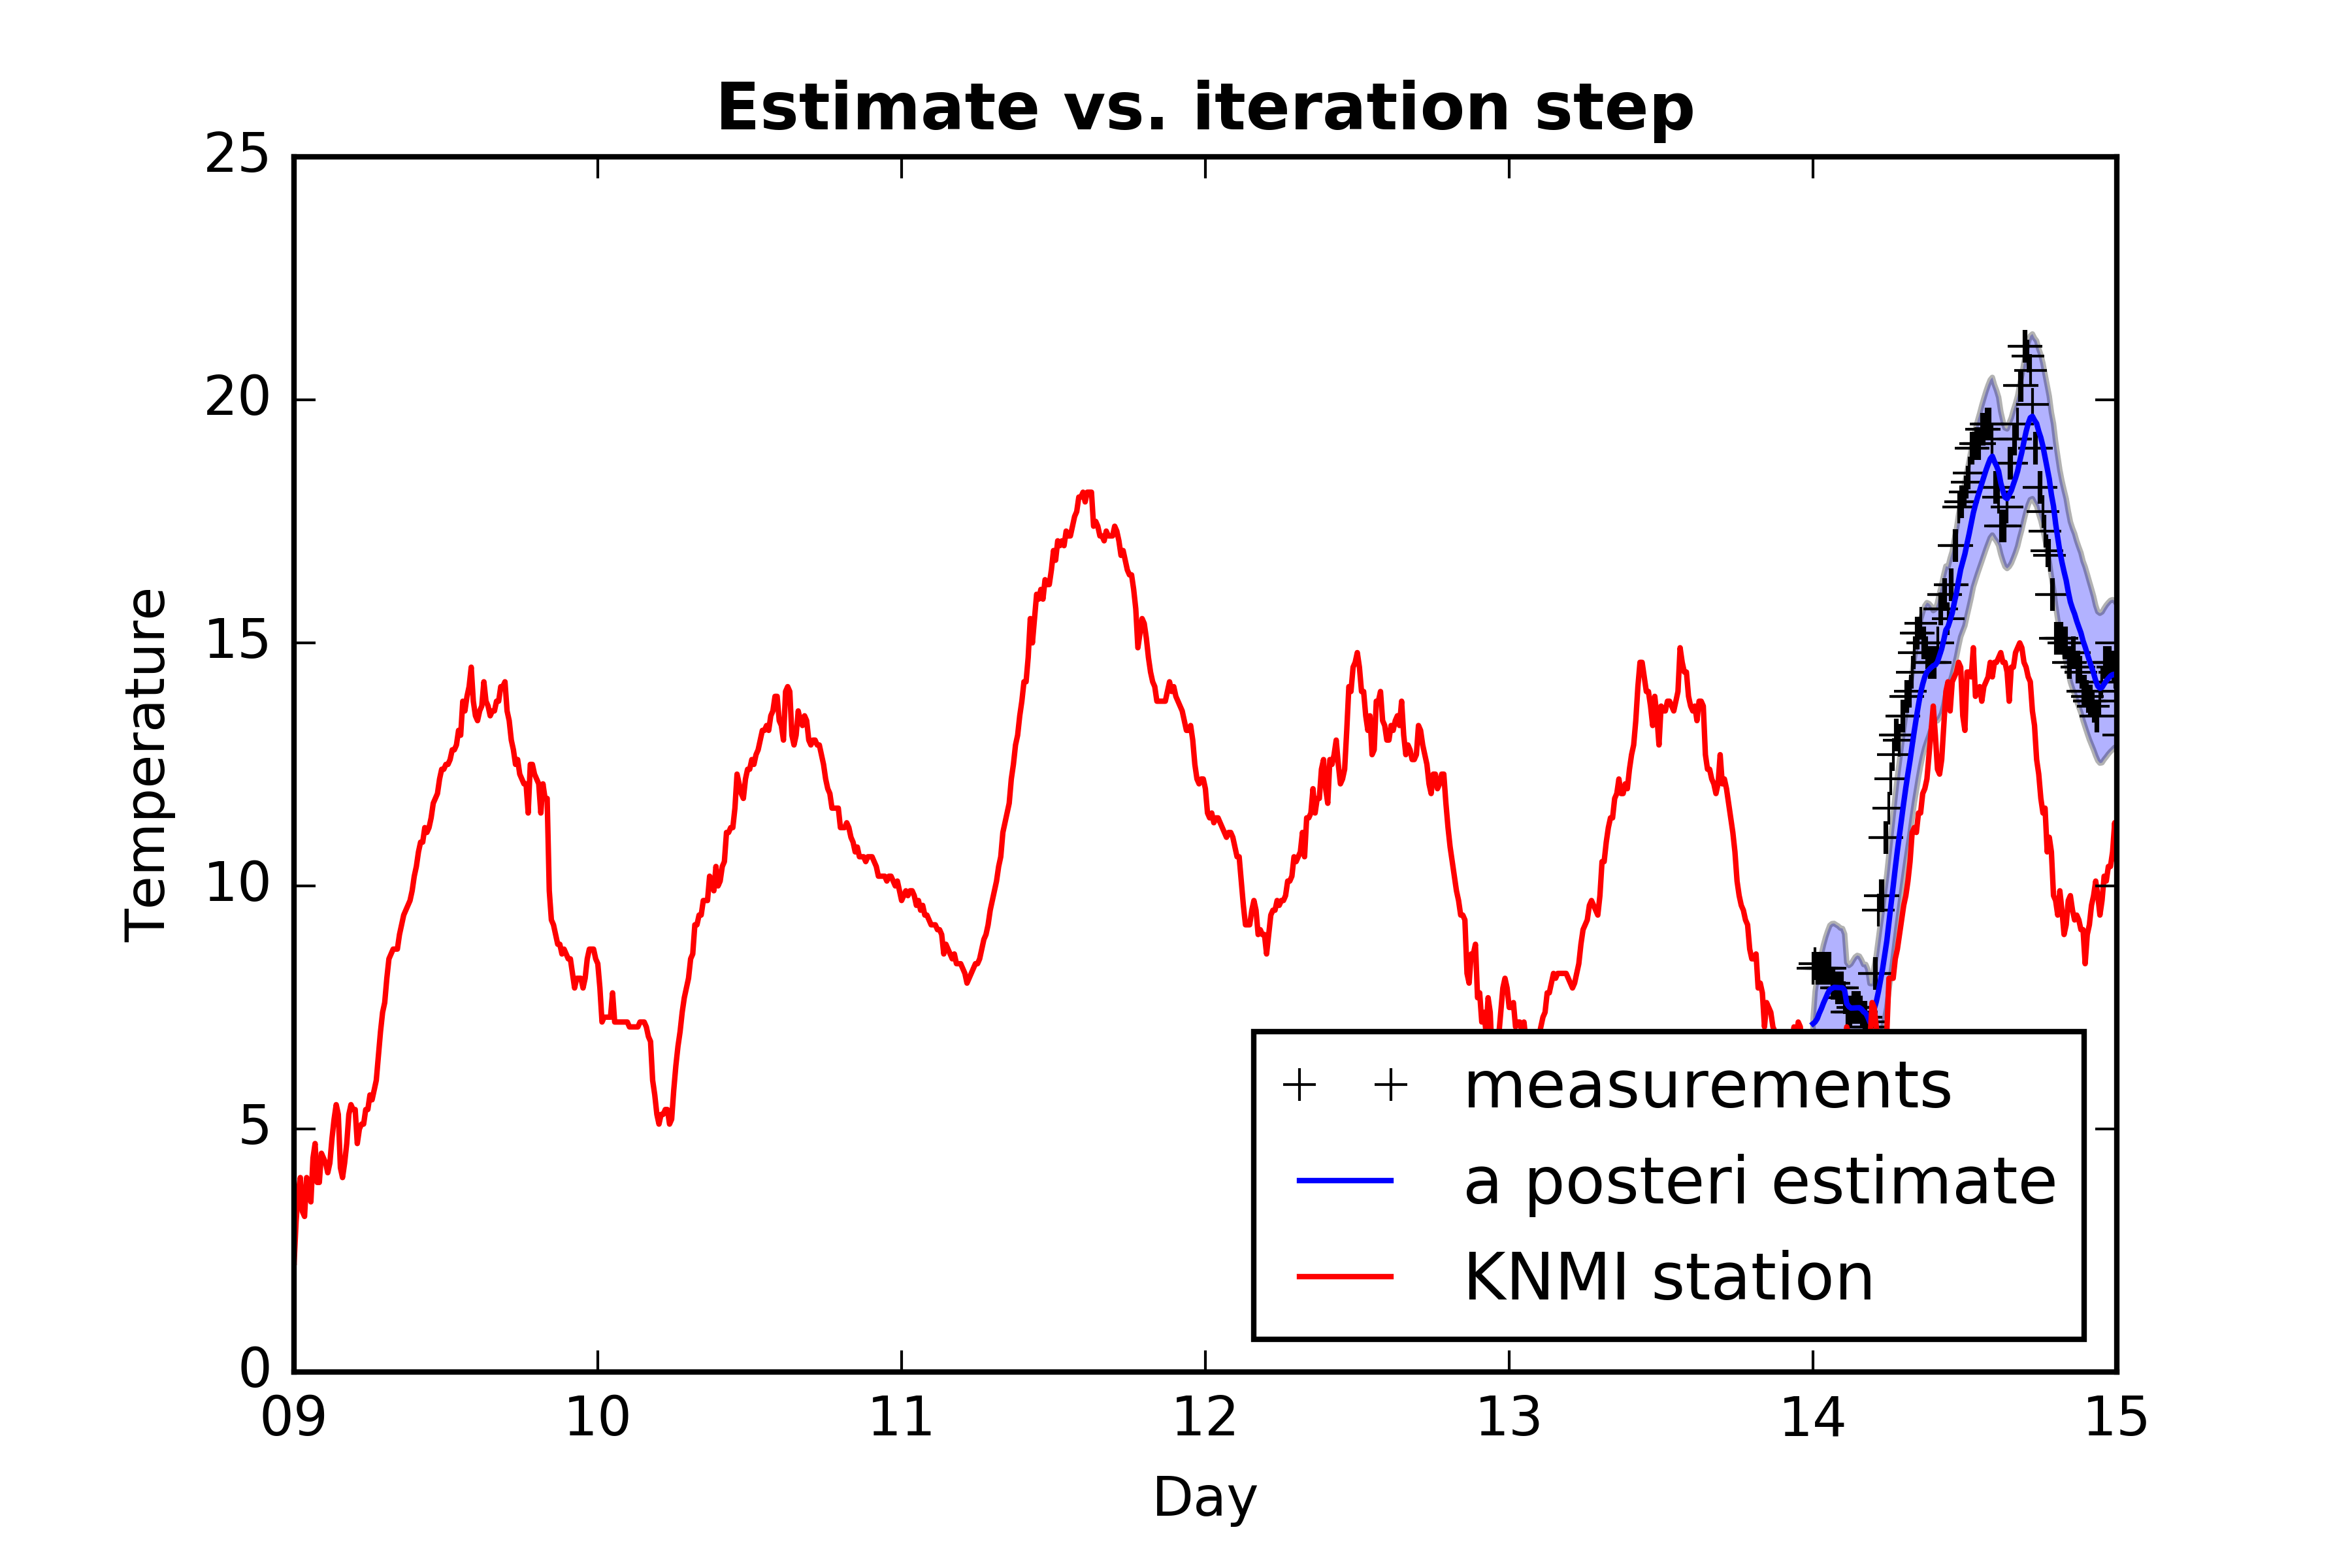 Estimate vs. iteration step
25
20
15
10
5
0
Temperature
measurements
a posteri estimate
KNMI station
09 10 11 12 13 14 15
Day